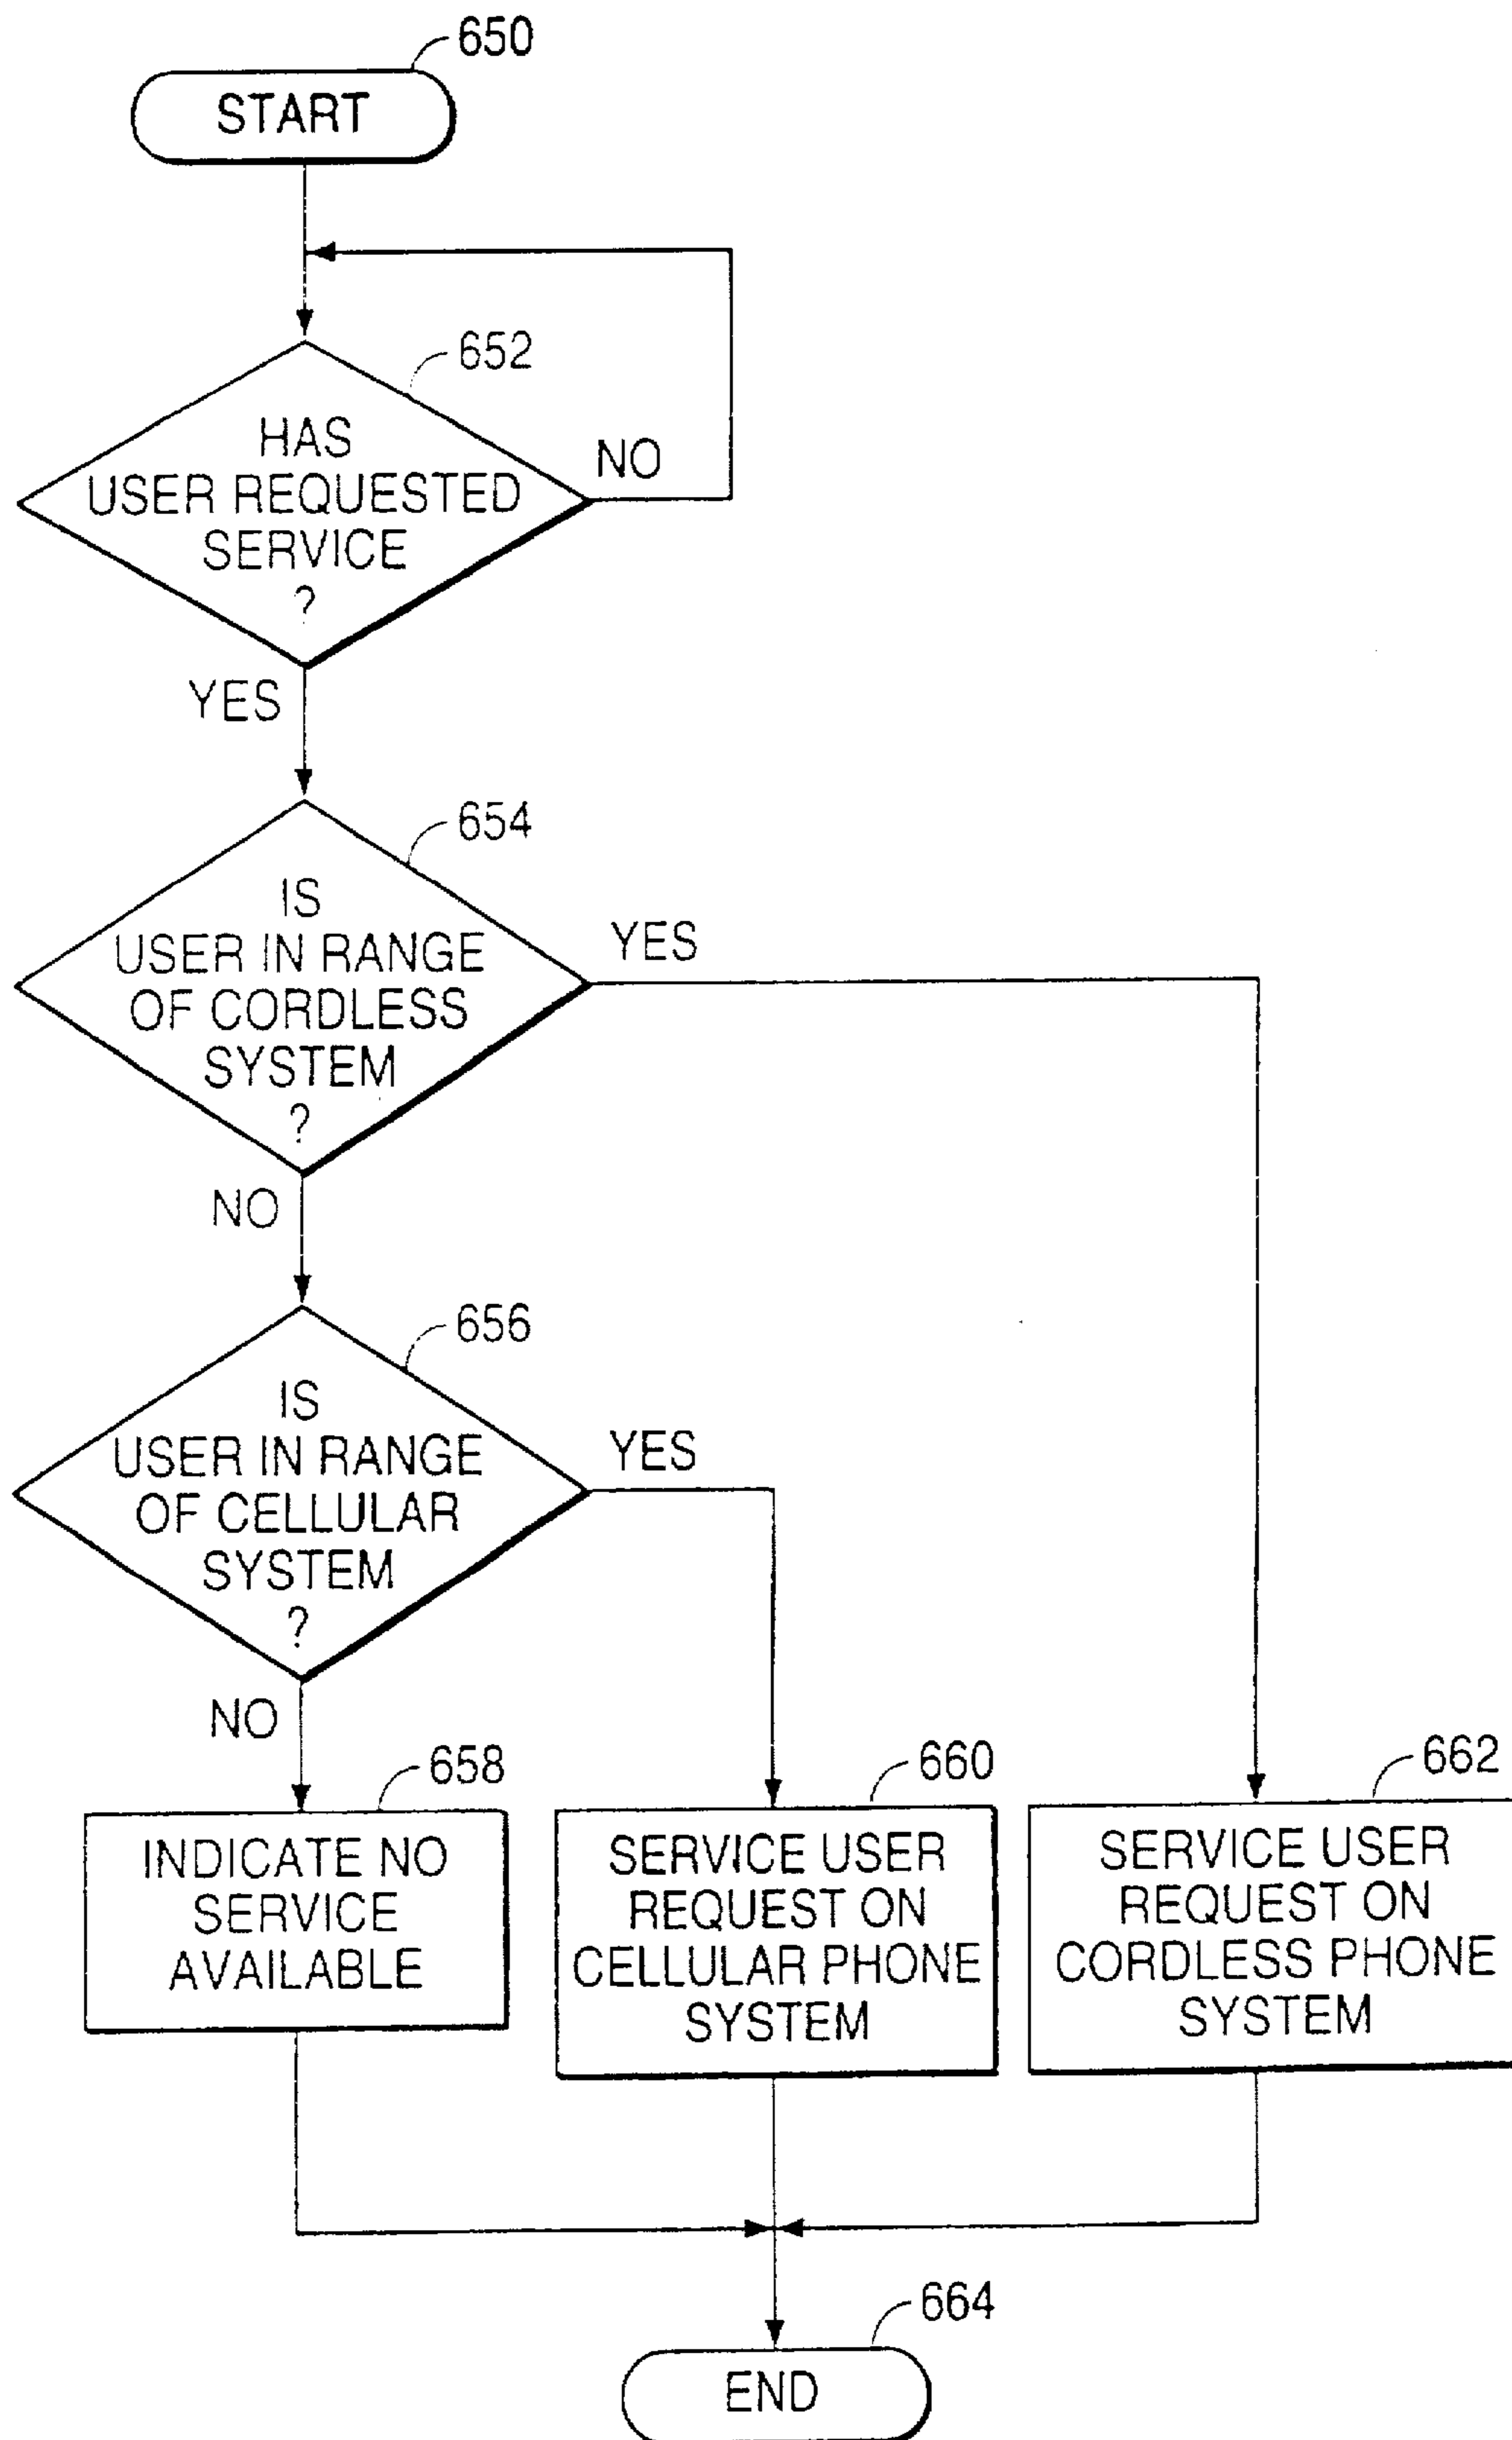 650
START
652
HAS
USER REQUESTED
SERVICE
?
NO
YES
654
IS
USER IN RANGE
OF CORDLESS
SYSTEM
?
YES
NO
656
IS
USER IN RANGE
OF CELLULAR
SYSTEM
?
YES
NO
658
INDICATE NO
SERVICE
AVAILABLE
660
SERVICE USER
REQUEST ON
CELLULAR PHONE
SYSTEM
662
SERVICE USER
REQUEST ON
CORDLESS PHONE
SYSTEM
664
END